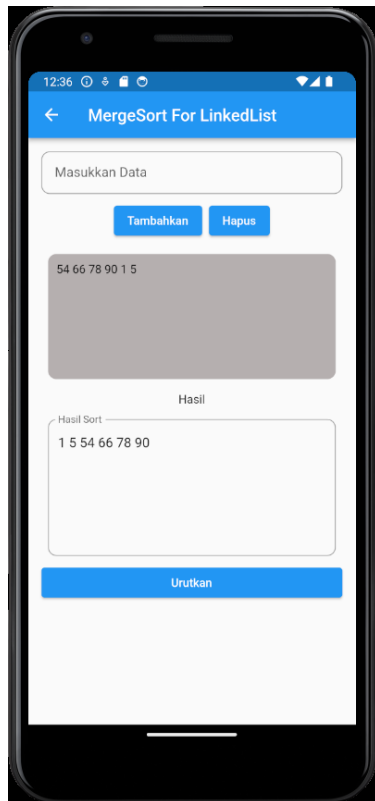 12:36
MergeSort For LinkedList
Masukkan Data
Tambahkan Hapus
54 66 78 90 1 5
Hasil
Hasil Sort
1 5 54 66 78 90
Urutkan